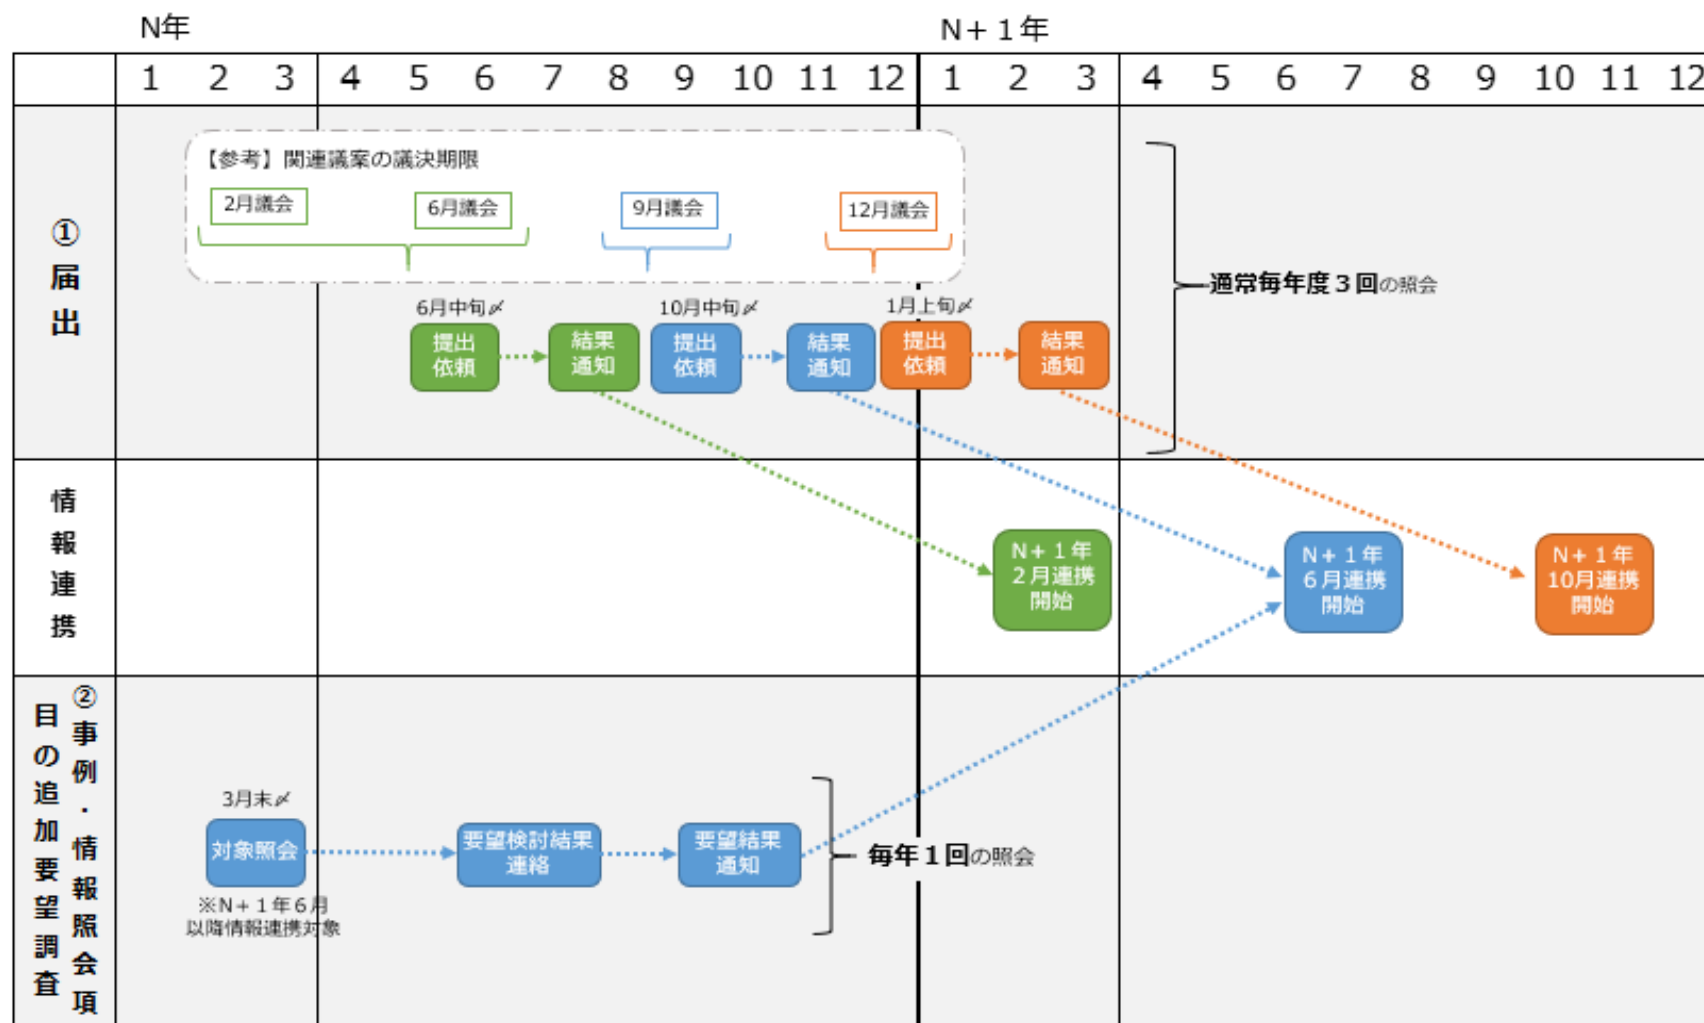 N年
N+１年
1 2 3 4 5 6 7 8 9 10 11 12 1 2 3 4 5 6 7 8 9 10 11 12
①届出
【参考】関連議案の議決期限
2月議会
6月議会
9月議会
12月議会
6月中旬〆
10月中旬〆
1月上旬〆
提出
依頼
結果
通知
提出
依頼
結果
通知
提出
依頼
結果
通知
通常毎年度３回の照会
情報連携
N+１年
２月連携
開始
N+１年
６月連携
開始
N+１年
10月連携
開始
②事例・情報照会項
目の追加要望調査
3月末〆
対象照会
※N+１年６月
以降情報連携対象
要望検討結果
連絡
要望結果
通知
毎年１回の照会